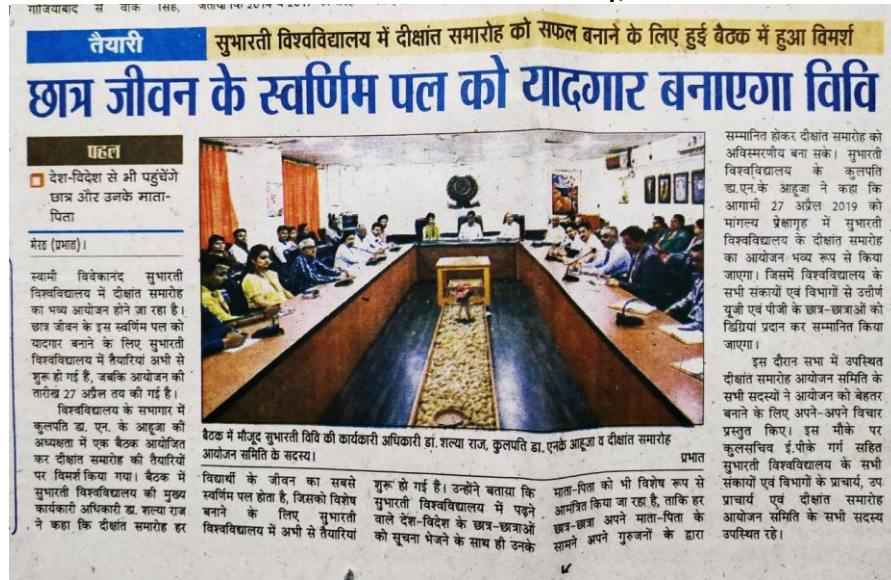 गाजियाबाद से वाक सिंह,
तैयारी
सुभारती विश्वविद्यालय में दीक्षांत समारोह को सफल बनाने के लिए हुई बैठक में हुआ विमर्श
छात्र जीवन के स्वर्णिम पल को यादगार बनाएगा विवि
पहल
देश-विदेश से भी पहुंचेंगे
छात्र और उनके माता-
पिता
मेरठ (प्रभात)।
स्वामी विवेकानंद सुभारती
विश्वविद्यालय में दीक्षांत समारोह
का भव्य आयोजन होने जा रहा है।
छात्र जीवन के इस स्वर्णिम पल को
यादगार बनाने के लिए सुभारती
विश्वविद्यालय में तैयारियां अभी से
शुरू हो गई हैं, जबकि आयोजन की
तारीख 27 अप्रैल तय की गई है।
विश्वविद्यालय के सभागार में
कुलपति डा. एन. के आहूजा की
अध्यक्षता में एक बैठक आयोजित
कर दीक्षांत समारोह की तैयारियों
पर विमर्श किया गया। बैठक में
सुभारती विश्वविद्यालय की मुख्य
कार्यकारी अधिकारी डा. शल्या राज
ने कहा कि दीक्षांत समारोह हर
बैठक में मौजूद सुभारती विवि की कार्यकारी अधिकारी डां. शल्या राज, कुलपति डा. एनके आहूजा व दीक्षांत समारोह
आयोजन समिति के सदस्य।
प्रभात
विद्यार्थी के जीवन का सबसे
स्वर्णिम पल होता है, जिसको विशेष
बनाने के लिए सुभारती
विश्वविद्यालय में अभी से तैयारियां
शुरू हो गई है। उन्होंने बताया कि
सुभारती विश्वविद्यालय में पढ़ने
वाले देश-विदेश के छात्र-छात्राओं
को सूचना भेजने के साथ ही उनके
माता-पिता को भी विशेष रूप से
आमंत्रित किया जा रहा है, ताकि हर
छात्र-छात्रा अपने माता-पिता के
सामने अपने गुरुजनों के द्वारा
सम्मानित होकर दीक्षांत समारोह को
अविस्मरणीय बना सके। सुभारती
विश्वविद्यालय के कुलपति
डा.एन.के आहूजा ने कहा कि
आगामी 27 अप्रैल 2019 को
मांगल्य प्रेक्षागृह में सुभारती
विश्वविद्यालय के दीक्षांत समारोह
का आयोजन भव्य रूप से किया
जाएगा। जिसमें विश्वविद्यालय के
सभी संकायों एवं विभागों से उत्तीर्ण
यूजी एवं पीजी के छात्र-छात्राओं को
डिग्रियां प्रदान कर सम्मानित किया
जाएगा।
इस दौरान सभा में उपस्थित
दीक्षांत समारोह आयोजन समिति के
सभी सदस्यों ने आयोजन को बेहतर
बनाने के लिए अपने-अपने विचार
प्रस्तुत किए। इस मौके पर
कुलसचिव ई.पीके गर्ग सहित
सुभारती विश्वविद्यालय के सभी
संकायों एवं विभागों के प्राचार्य, उप
प्राचार्य एवं दीक्षांत समारोह
आयोजन समिति के सभी सदस्य
उपस्थित रहे।